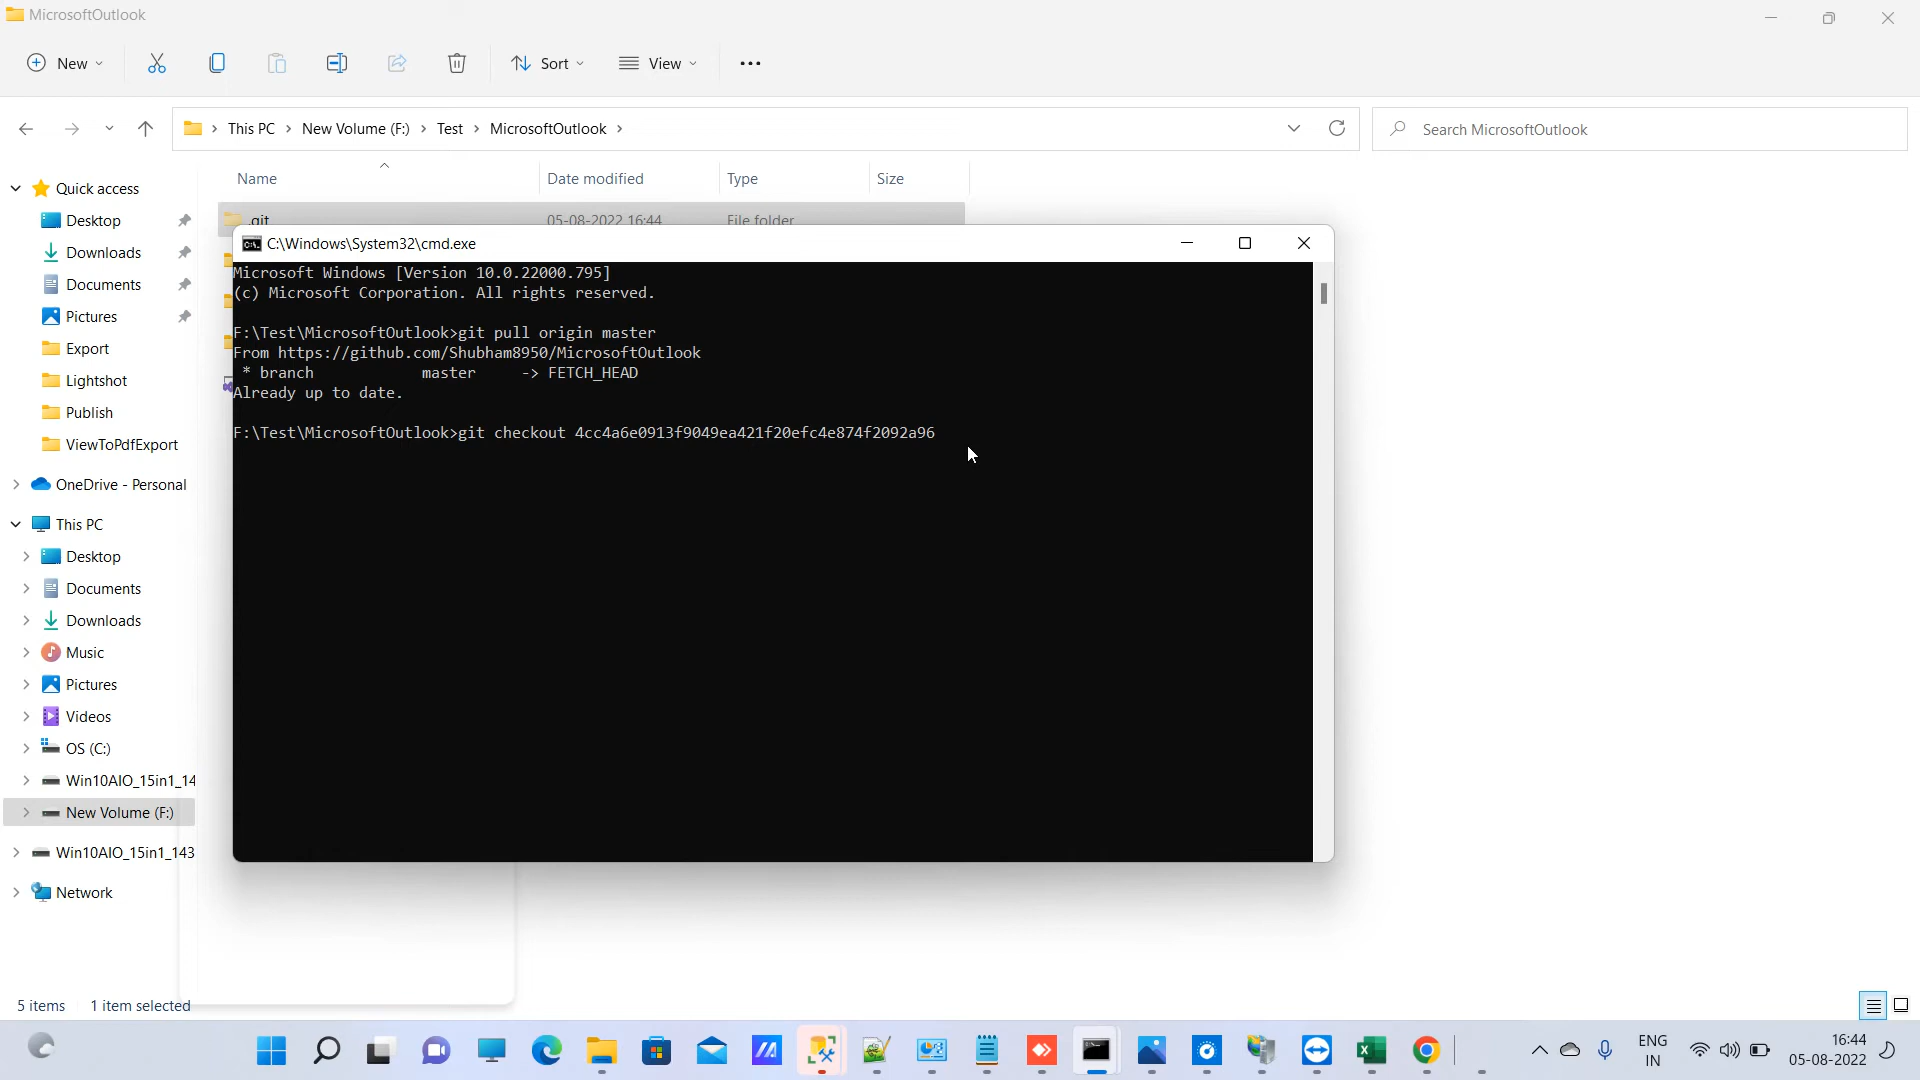 MicrosoftOutlook
New
Sort
View
This PC
New Volume (F:)
Test
MicrosoftOutlook
Search MicrosoftOutlook
Name
Date modified
Type
Size
.git
05-08-2022 16:44
File folder
Quick access
Desktop
Downloads
Documents
Pictures
Export
Lightshot
Publish
ViewToPdfExport
OneDrive - Personal
This PC
Desktop
Documents
Downloads
Music
Pictures
Videos
OS (C:)
Win10AIO_15in1_14
New Volume (F:)
Win10AIO_15in1_143
Network
C:\Windows\System32\cmd.exe
Microsoft Windows [Version 10.0.22000.795]
(c) Microsoft Corporation. All rights reserved.
F:\Test\MicrosoftOutlook>git pull origin master
From https://github.com/Shubham8950/MicrosoftOutlook
* branch master -> FETCH_HEAD
Already up to date.
F:\Test\MicrosoftOutlook>git checkout 4cc4a6e0913f9049ea421f20efc4e874f2092a96
5 items
1 item selected
ENG
IN
16:44
05-08-2022